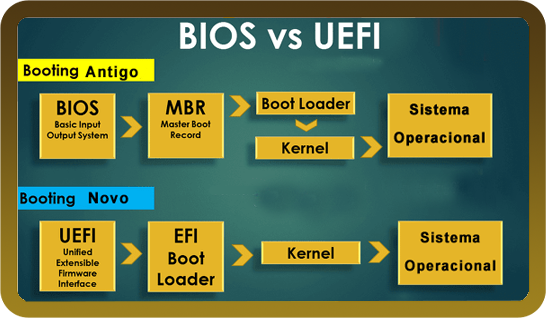 BIOS vs UEFI
Booting Antigo
BIOS
Basic Input
Output System
MBR
Master Boot
Record
Boot Loader
Kernel
Sistema
Operacional
Booting Novo
UEFI
Unified
Extensible
Firmware
Interface
EFI
Boot
Loader
Kernel
Sistema
Operacional